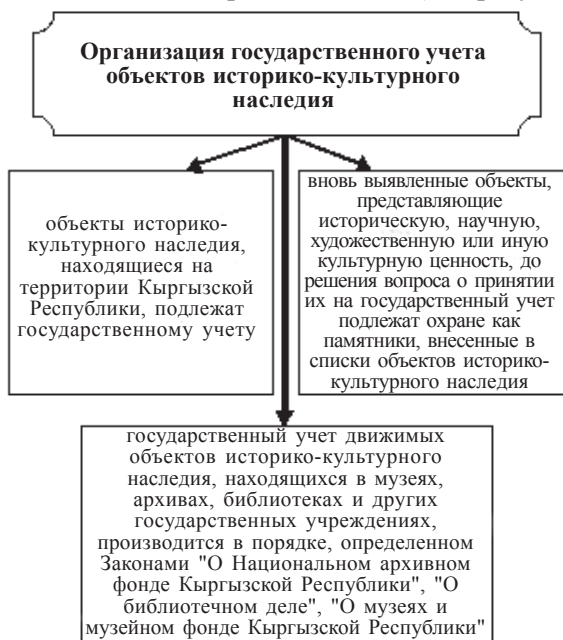 Организация государственного учета
объектов историко-культурного
наследия
объекты историко-
культурного наследия,
находящиеся на
территории Кыргызской
Республики, подлежат
государственному учету
вновь выявленные объекты,
представляющие
историческую, научную,
художественную или иную
культурную ценность, до
решения вопроса о принятии
их на государственный учет
подлежат охране как
памятники, внесенные в
списки объектов историко-
культурного наследия
государственный учет движимых
объектов историко-культурного
наследия, находящихся в музеях,
архивах, библиотеках и других
государственных учреждениях,
производится в порядке, определенном
Законами "О Национальном архивном
фонде Кыргызской Республики", "О
библиотечном деле", "О музеях и
музейном фонде Кыргызской Республики"